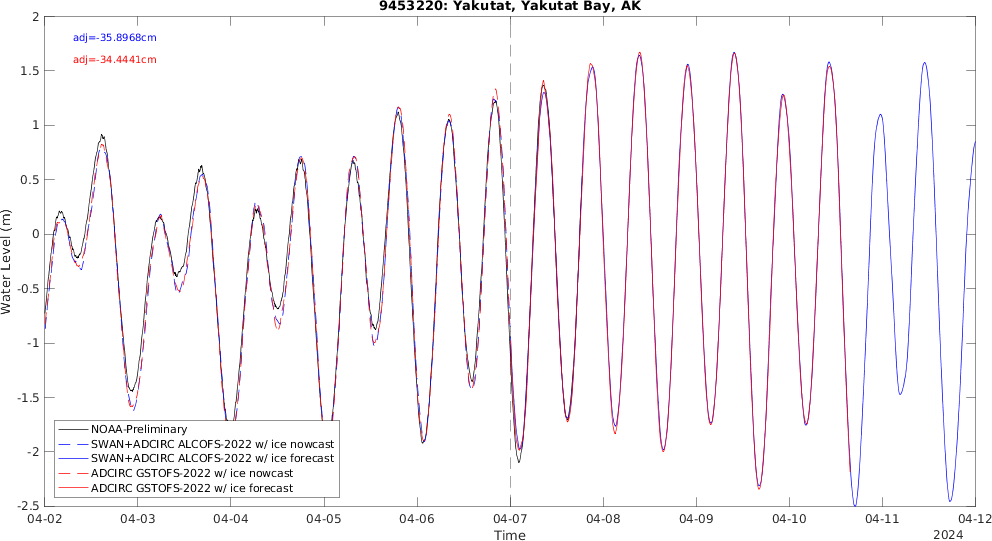 9453220: Yakutat, Yakutat Bay, AK
adj=-35.8968cm
adj=-34.4441cm
Water Level (m)
2
1.5
1
0.5
0
-0.5
-1
-1.5
-2
-2.5
NOAA-Preliminary
SWAN+ADCIRC ALCOFS-2022 w/ ice nowcast
SWAN+ADCIRC ALCOFS-2022 w/ ice forecast
ADCIRC GSTOFS-2022 w/ ice nowcast
ADCIRC GSTOFS-2022 w/ ice forecast
04-02 04-03 04-04 04-05 04-06 04-07 04-08 04-09 04-10 04-11 04-12
Time
2024